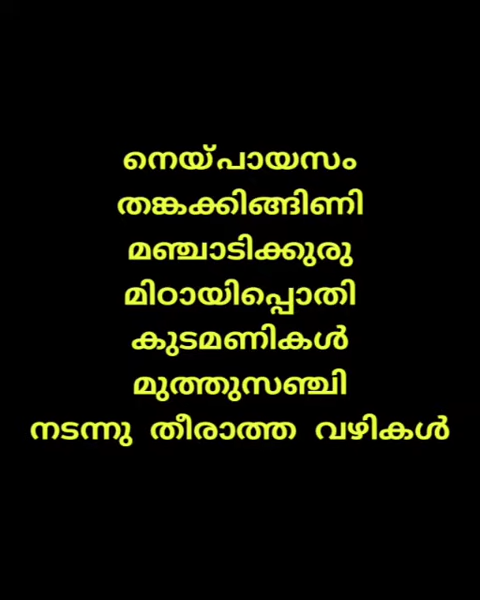 നെയ്പായസം
തങ്കക്കിങ്ങിണി
മഞ്ചാടിക്കുരു
മിഠായിപ്പൊതി
കുടമണികൾ
മുത്തുസഞ്ചി
നടന്നു തീരാത്ത വഴികൾ